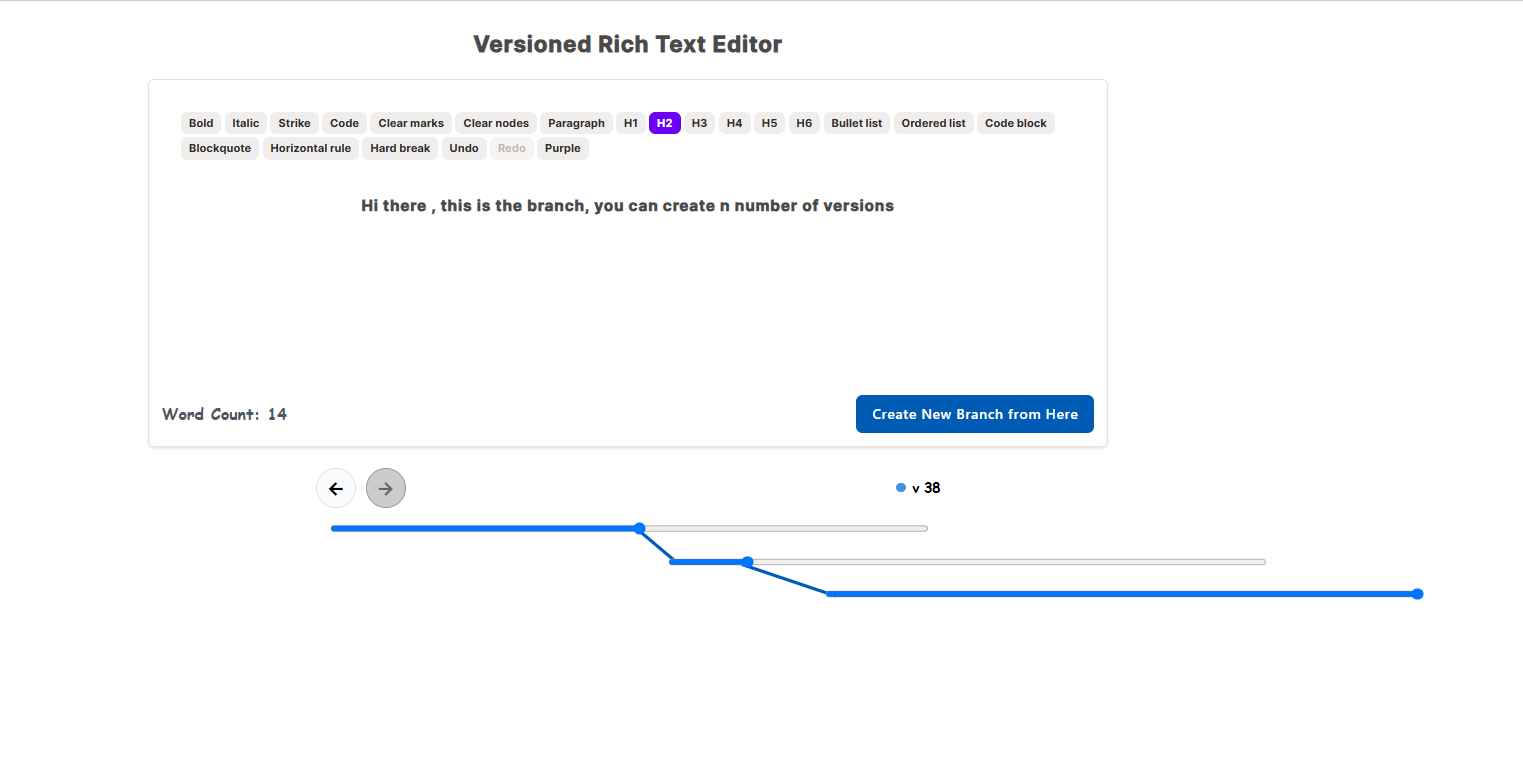 Versioned Rich Text Editor
Bold Italic Strike Code Clear marks Clear nodes Paragraph H1 H2 H3 H4 H5 H6 Bullet list Ordered list Code block
Blockquote Horizontal rule Hard break Undo Redo Purple
Hi there , this is the branch, you can create n number of versions
Word Count: 14 Create New Branch from Here
v 38